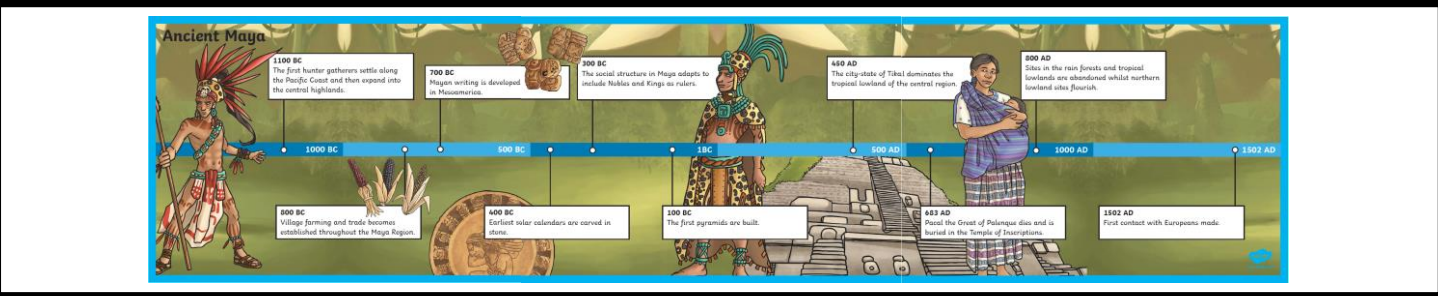 Ancient Maya
1100 BC
The first hunter gatherers settle along
the Pacific Coast and then expand into
the central highlands.
700 BC
Mayan writing is developed
in Mesoamerica.
300 BC
The social structure in Maya adapts to
include Nobles and Kings as rulers.
450 AD
The city-state of Tikal dominates the
tropical lowland of the central region.
800 AD
Sites in the rain forests and tropical
lowlands are abandoned whilst northern
lowland sites flourish.
1000 BC
500 BC
1BC
500 AD
1000 AD
1502 AD
800 BC
Village farming and trade becomes
established throughout the Maya Region.
400 BC
Earliest solar calendars are carved in
stone.
100 BC
The first pyramids are built.
683 AD
Pacal the Great of Palenque dies and is
buried in the Temple of Inscriptions.
1502 AD
First contact with Europeans made.